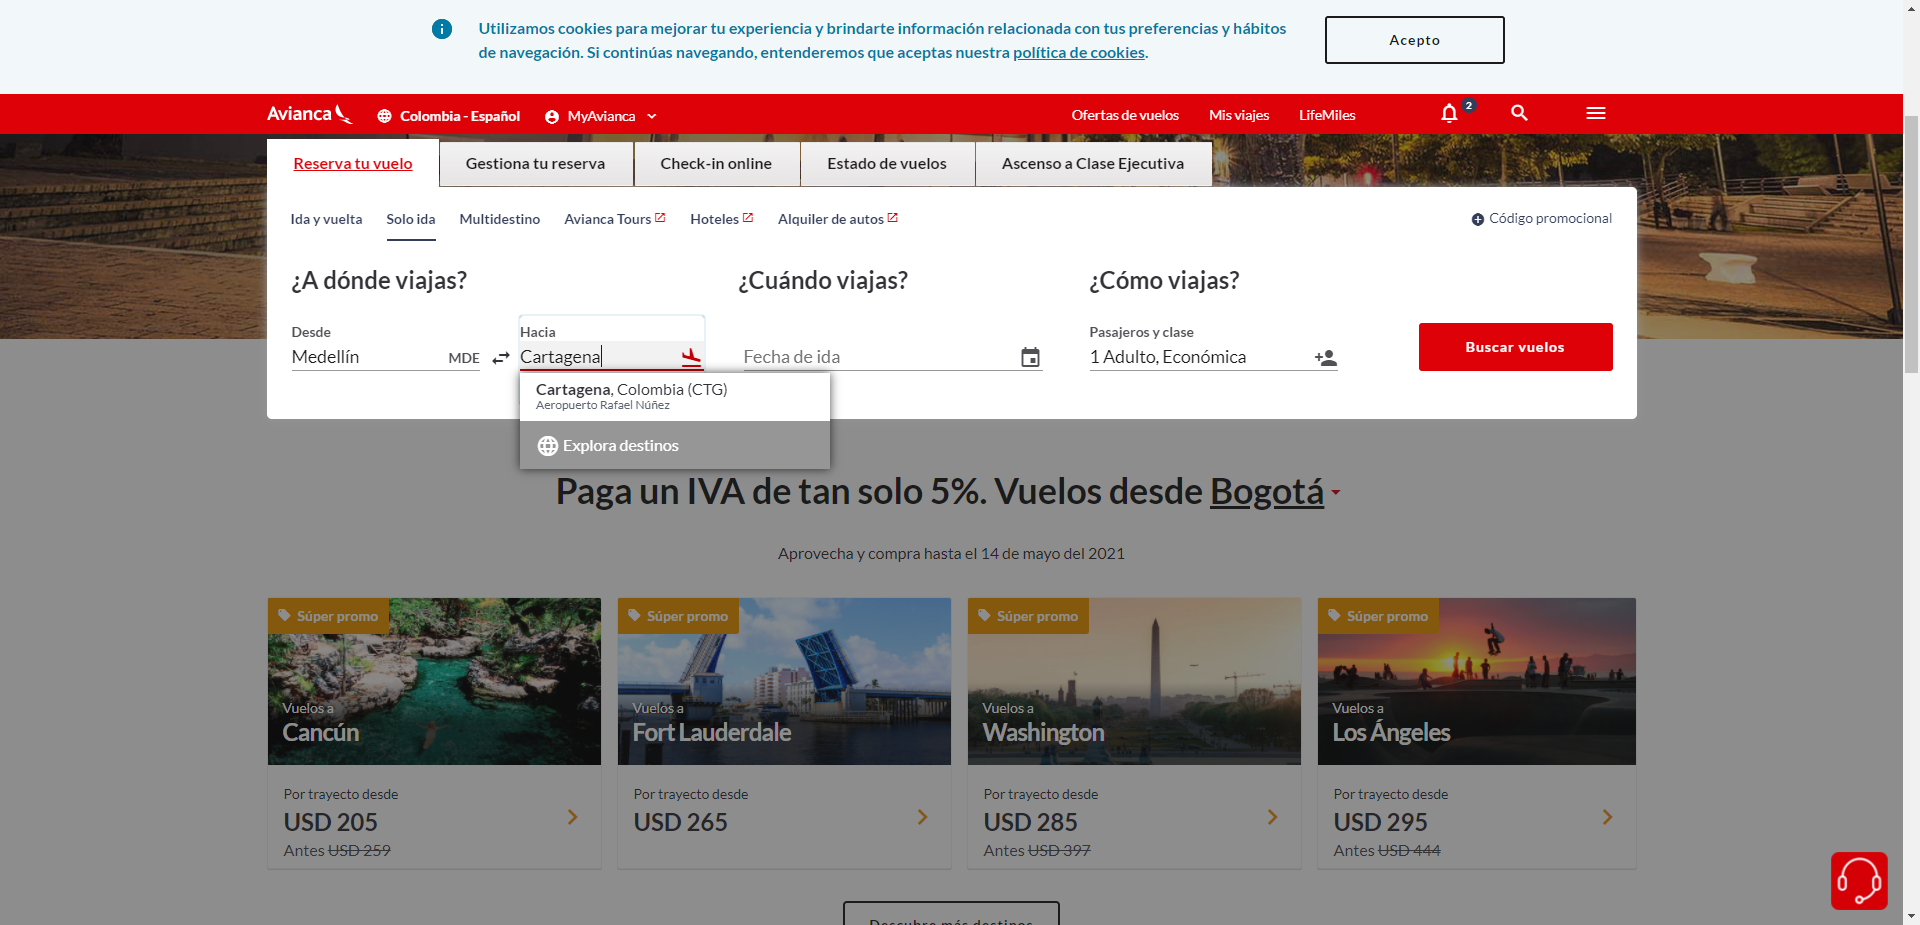 Utilizamos cookies para mejorar tu experiencia y brindarte información relacionada con tus preferencias y hábitos
de navegación. Si continúas navegando, entenderemos que aceptas nuestra política de cookies.
Acepto
Avianca
Colombia - Español
MyAvianca
Ofertas de vuelos
Mis viajes
LifeMiles
2
Reserva tu vuelo
Gestiona tu reserva
Check-in online
Estado de vuelos
Ascenso a Clase Ejecutiva
Ida y vuelta
Solo ida
Multidestino
Avianca Tours
Hoteles
Alquiler de autos
Código promocional
¿A dónde viajas?
¿Cuándo viajas?
¿Cómo viajas?
Desde
Medellín
MDE
Hacia
Cartagena
Fecha de ida
Pasajeros y clase
1 Adulto, Económica
Buscar vuelos
Cartagena, Colombia (CTG)
Aeropuerto Rafael Núñez
Explora destinos
Paga un IVA de tan solo 5%. Vuelos desde Bogotá
Aprovecha y compra hasta el 14 de mayo del 2021
Súper promo
Vuelos a
Cancún
Por trayecto desde
USD 205
Antes USD 259
Súper promo
Vuelos a
Fort Lauderdale
Por trayecto desde
USD 265
Súper promo
Vuelos a
Washington
Por trayecto desde
USD 285
Antes USD 397
Súper promo
Vuelos a
Los Ángeles
Por trayecto desde
USD 295
Antes USD 444
Descubre más destinos